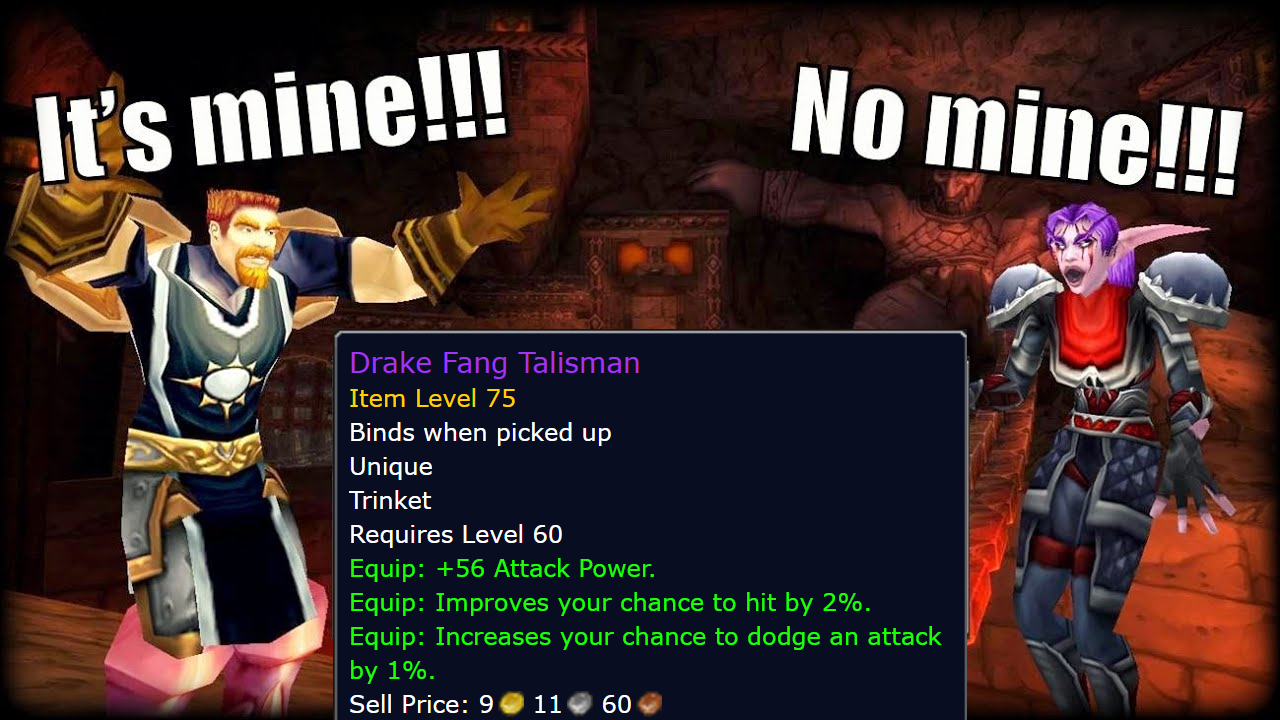 It's mine!!!
No mine!!!
Drake Fang Talisman
Item Level 75
Binds when picked up
Unique
Trinket
Requires Level 60
Equip: +56 Attack Power.
Equip: Improves your chance to hit by 2%.
Equip: Increases your chance to dodge an attack
by 1%.
Sell Price: 9 11 60